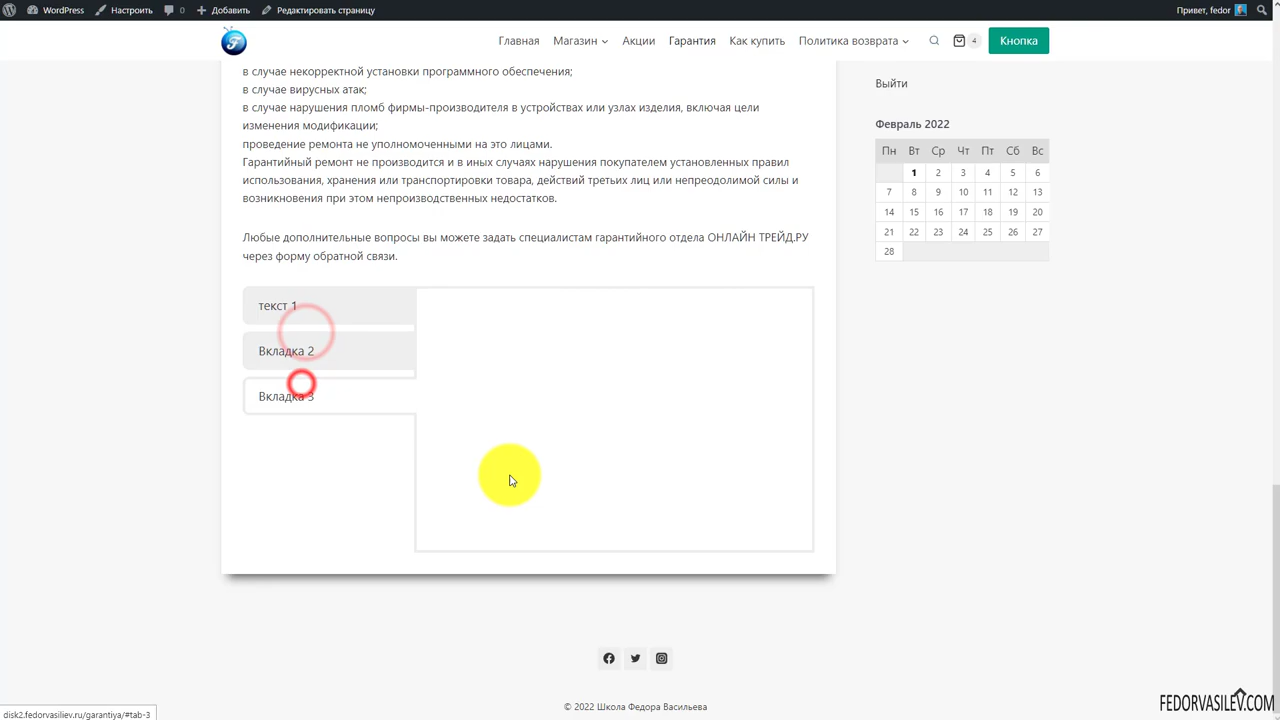 WordPress Настроить 0 Добавить Редактировать страницу Привет, fedor
Главная Магазин Акции Гарантия Как купить Политика возврата 4 Кнопка
в случае некорректной установки программного обеспечения;
в случае вирусных атак;
в случае нарушения пломб фирмы-производителя в устройствах или узлах изделия, включая цели
изменения модификации;
проведение ремонта не уполномоченными на это лицами.
Гарантийный ремонт не производится и в иных случаях нарушения покупателем установленных правил
использования, хранения или транспортировки товара, действий третьих лиц или непреодолимой силы и
возникновения при этом непроизводственных недостатков.
Любые дополнительные вопросы вы можете задать специалистам гарантийного отдела ОНЛАЙН ТРЕЙД.РУ
через форму обратной связи.
текст 1
Вкладка 2
Вкладка 3
Выйти
Февраль 2022
Пн Вт Ср Чт Пт Сб Вс
1 2 3 4 5 6
7 8 9 10 11 12 13
14 15 16 17 18 19 20
21 22 23 24 25 26 27
28
© 2022 Школа Федора Васильева
disk2.fedorvasiliev.ru/garantiya/#tab-3
FEDORVASILEV.COM